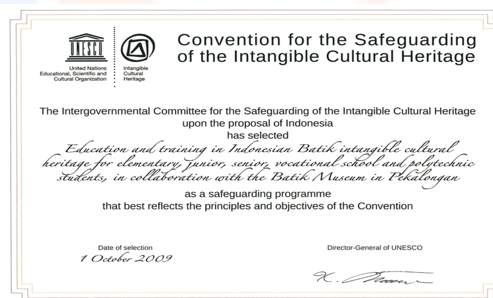 Convention for the Safeguarding
of the Intangible Cultural Heritage
UNESCO
United Nations
Educational, Scientific and
Cultural Organization
Intangible
Cultural
Heritage
The Intergovernmental Committee for the Safeguarding of the Intangible Cultural Heritage
upon the proposal of Indonesia
has selected
Education and training in Indonesian Batik intangible cultural
heritage for elementary, junior, senior, vocational school and polytechnic
students, in collaboration with the Batik Museum in Pekalongan
as a safeguarding programme
that best reflects the principles and objectives of the Convention
Date of selection
1 October 2009
Director-General of UNESCO